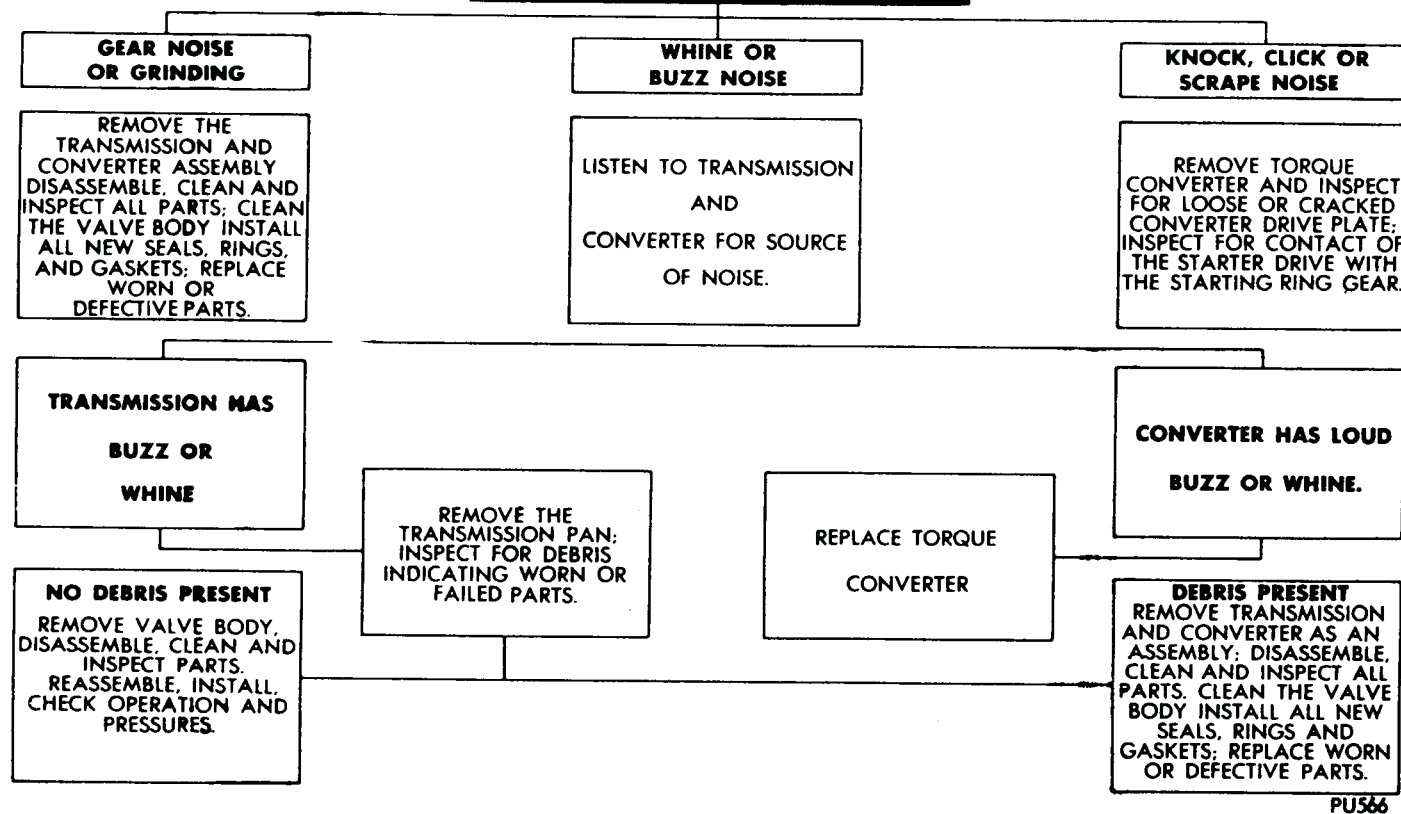 GEAR NOISE
OR GRINDING
WHINE OR
BUZZ NOISE
KNOCK, CLICK OR
SCRAPE NOISE
REMOVE THE
TRANSMISSION AND
CONVERTER ASSEMBLY
DISASSEMBLE, CLEAN AND
INSPECT ALL PARTS; CLEAN
THE VALVE BODY INSTALL
ALL NEW SEALS, RINGS,
AND GASKETS; REPLACE
WORN OR
DEFECTIVE PARTS.
LISTEN TO TRANSMISSION
AND
CONVERTER FOR SOURCE
OF NOISE.
REMOVE TORQUE
CONVERTER AND INSPECT
FOR LOOSE OR CRACKED
CONVERTER DRIVE PLATE;
INSPECT FOR CONTACT OF
THE STARTER DRIVE WITH
THE STARTING RING GEAR.
TRANSMISSION HAS
BUZZ OR
WHINE
CONVERTER HAS LOUD
BUZZ OR WHINE.
REMOVE THE
TRANSMISSION PAN;
INSPECT FOR DEBRIS
INDICATING WORN OR
FAILED PARTS.
REPLACE TORQUE
CONVERTER
NO DEBRIS PRESENT
REMOVE VALVE BODY,
DISASSEMBLE, CLEAN AND
INSPECT PARTS.
REASSEMBLE, INSTALL,
CHECK OPERATION AND
PRESSURES.
DEBRIS PRESENT
REMOVE TRANSMISSION
AND CONVERTER AS AN
ASSEMBLY; DISASSEMBLE,
CLEAN AND INSPECT ALL
PARTS. CLEAN THE VALVE
BODY INSTALL ALL NEW
SEALS, RINGS AND
GASKETS; REPLACE WORN
OR DEFECTIVE PARTS.
PU566